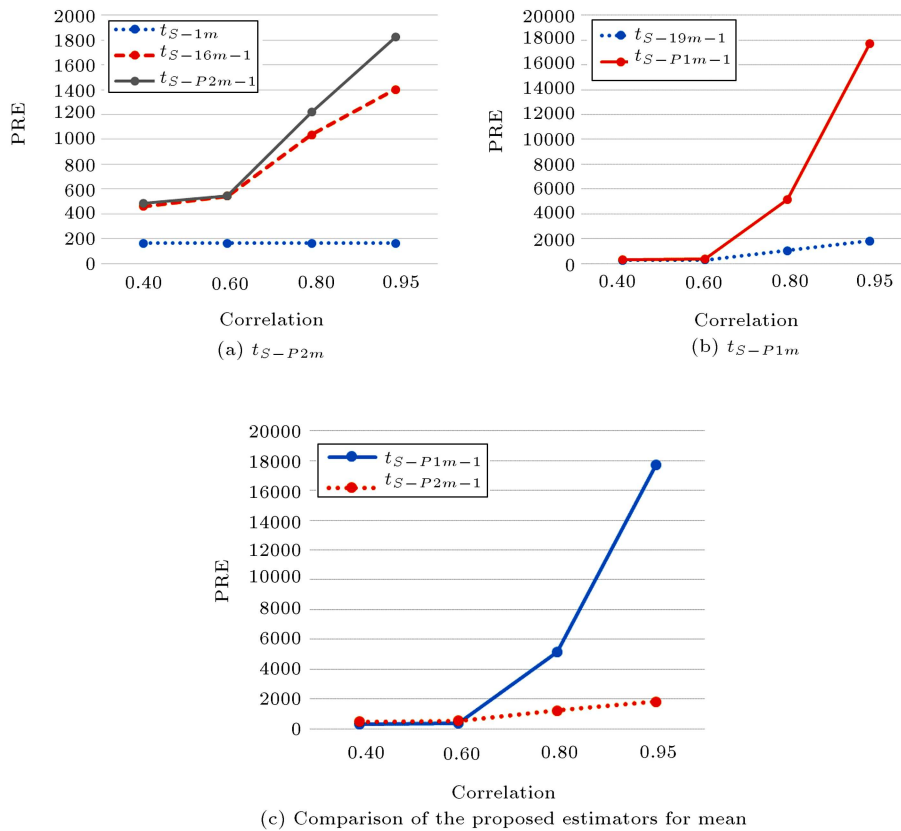 2000
1800
1600
1400
1200
1000
800
600
400
200
0
PRE
t_{S-1m}
t_{S-16m-1}
t_{S-P2m-1}
0.40 0.60 0.80 0.95
Correlation
(a) t_{S-P2m}
20000
18000
16000
14000
12000
10000
8000
6000
4000
2000
0
PRE
t_{S-19m-1}
t_{S-P1m-1}
0.40 0.60 0.80 0.95
Correlation
(b) t_{S-P1m}
20000
18000
16000
14000
12000
10000
8000
6000
4000
2000
0
PRE
t_{S-P1m-1}
t_{S-P2m-1}
0.40 0.60 0.80 0.95
Correlation
(c) Comparison of the proposed estimators for mean